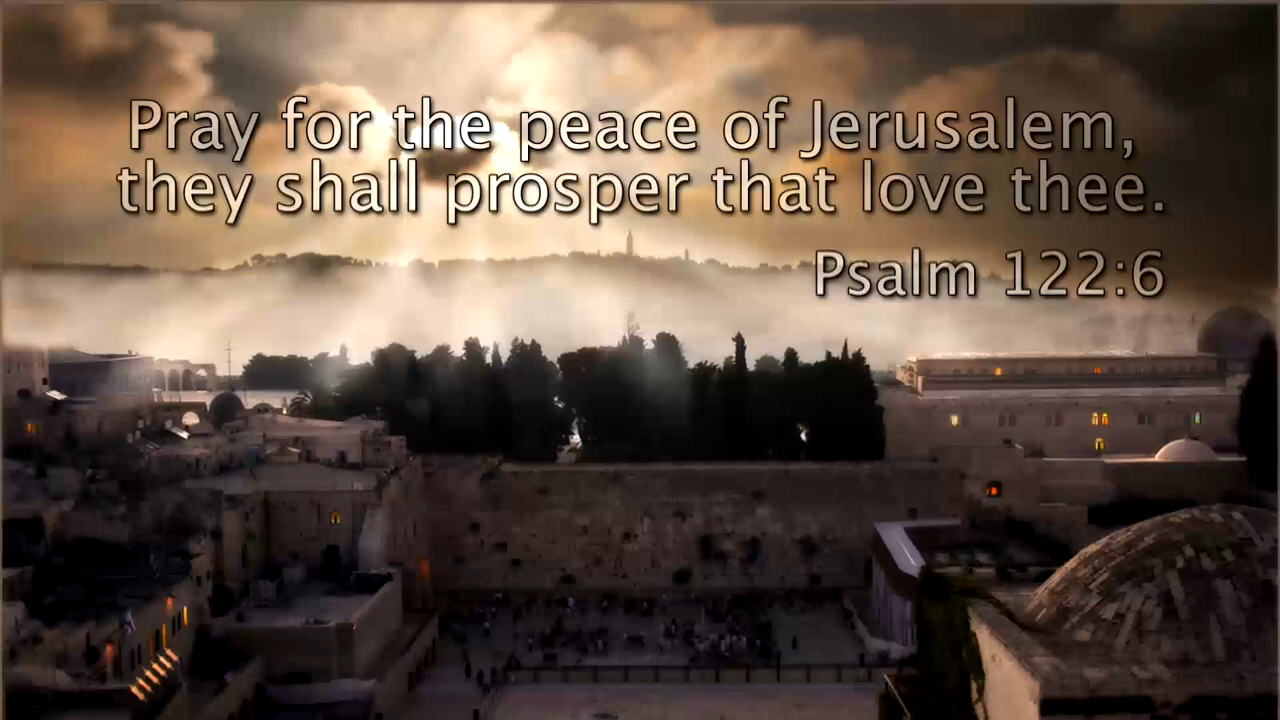 Pray for the peace of Jerusalem,
they shall prosper that love thee.
Psalm 122:6